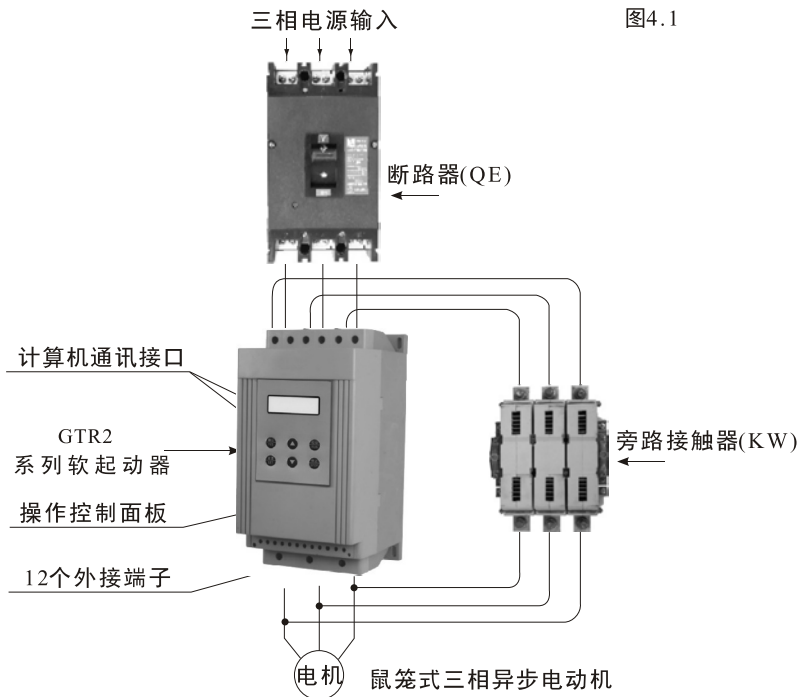 三相电源输入
图4.1
断路器(QE)
计算机通讯接口
GTR2
系列软起动器
旁路接触器(KW)
操作控制面板
12个外接端子
电机
鼠笼式三相异步电动机